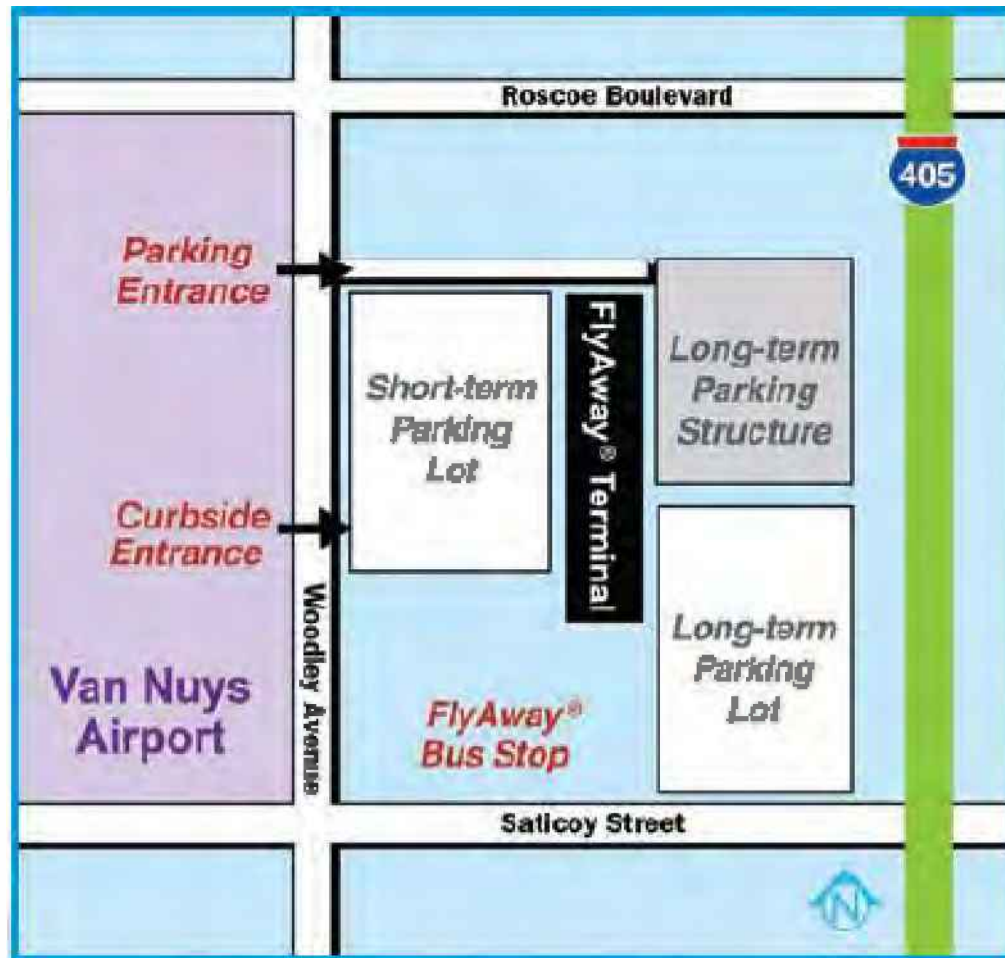 Roscoe Boulevard
405
Parking
Entrance
Short-term
Parking
Lot
FlyAway® Terminal
Long-term
Parking
Structure
Curbside
Entrance
Woodley Avenue
Van Nuys
Airport
FlyAway®
Bus Stop
Long-term
Parking
Lot
Saticoy Street
N